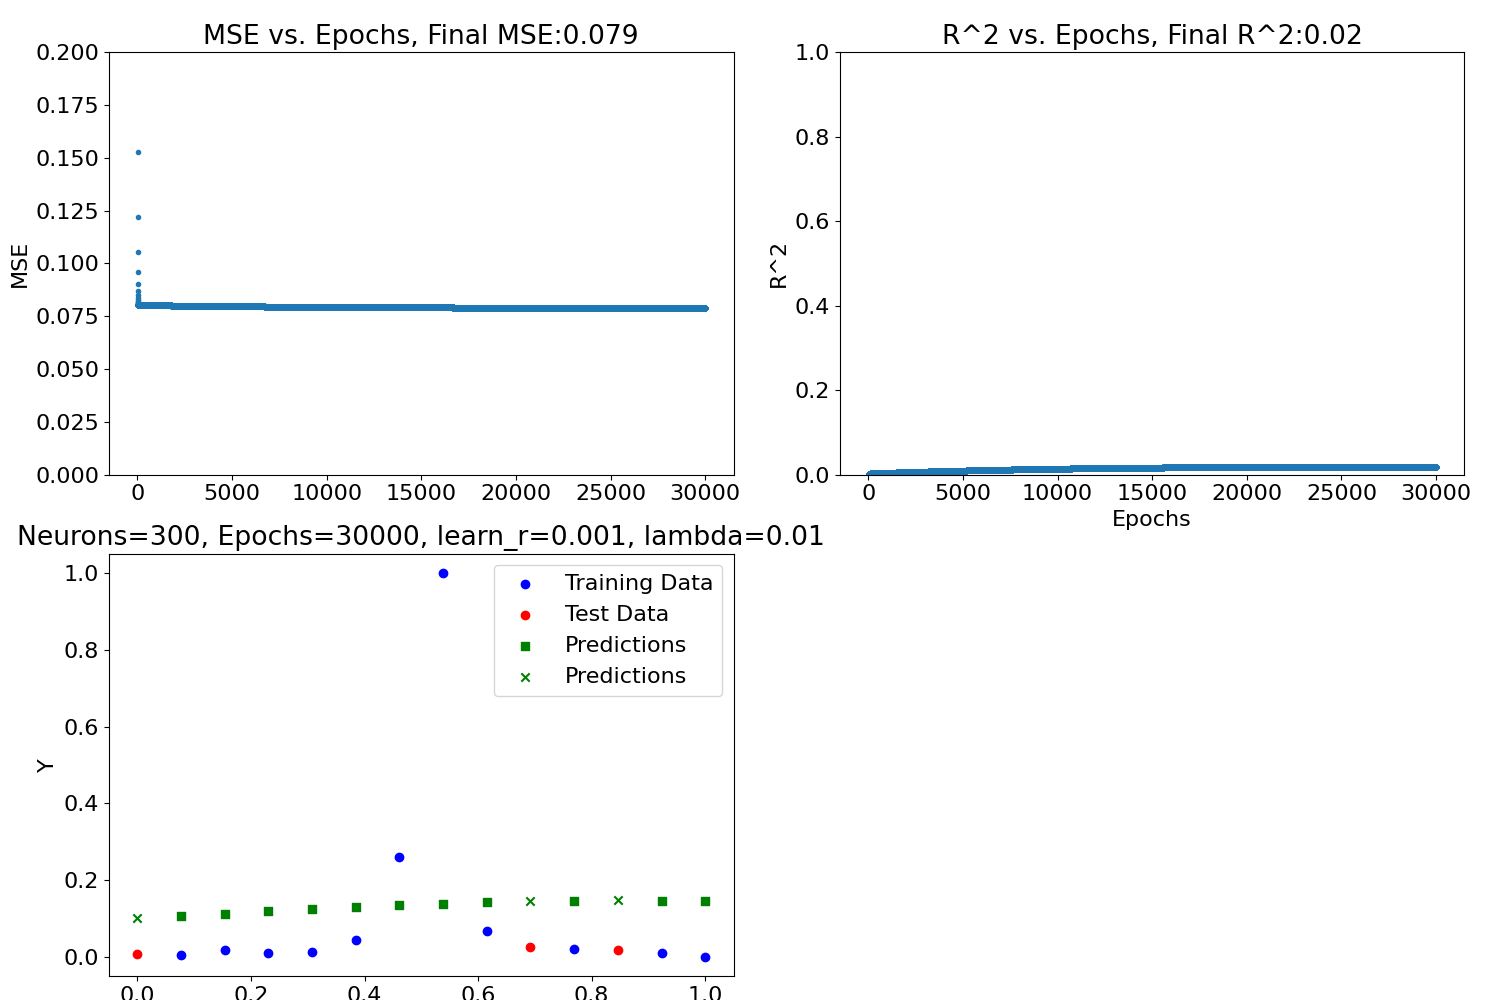 MSE vs. Epochs, Final MSE:0.079
0.200
0.175
0.150
0.125
0.100
0.075
0.050
0.025
0.000
MSE
0 5000 10000 15000 20000 25000 30000
R^2 vs. Epochs, Final R^2:0.02
1.0
0.8
0.6
0.4
0.2
0.0
R^2
0 5000 10000 15000 20000 25000 30000
Epochs
Neurons=300, Epochs=30000, learn_r=0.001, lambda=0.01
1.0
0.8
0.6
0.4
0.2
0.0
Y
Training Data
Test Data
Predictions
Predictions
0.0 0.2 0.4 0.6 0.8 1.0